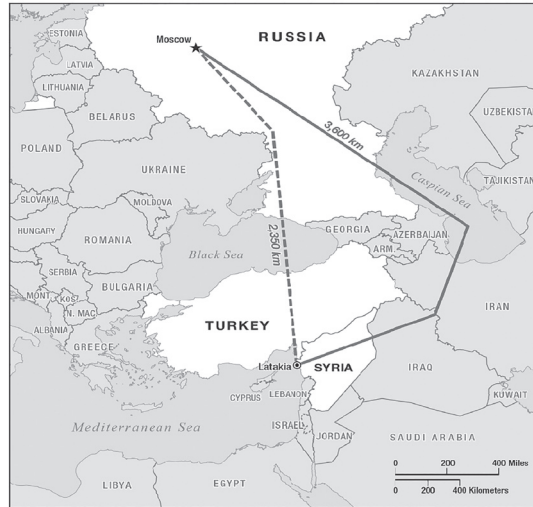 ESTONIA
Moscow
RUSSIA
LATVIA
LITHUANIA
KAZAKHSTAN
BELARUS
UZBEKISTA
POLAND
3,600 km
UKRAINE
TAJIKISTAN
Caspian Sea
SLOVAKIA
MOLDOVA
HUNGARY
ROMANIA
Black Sea
2,350 km
GEORGIA
AZERBAIJAN
ARM.
SERBIA
BULGARIA
MONT.
KOS.
N. MAC.
IRAN
ALBANIA
TURKEY
GREECE
Latakia
SYRIA
IRAQ
CYPRUS
LEBANON
KUWAIT
Mediterranean Sea
ISRAEL
JORDAN
SAUDI ARABIA
LIBYA
EGYPT
0 200 400 Miles
0 200 400 Kilometers